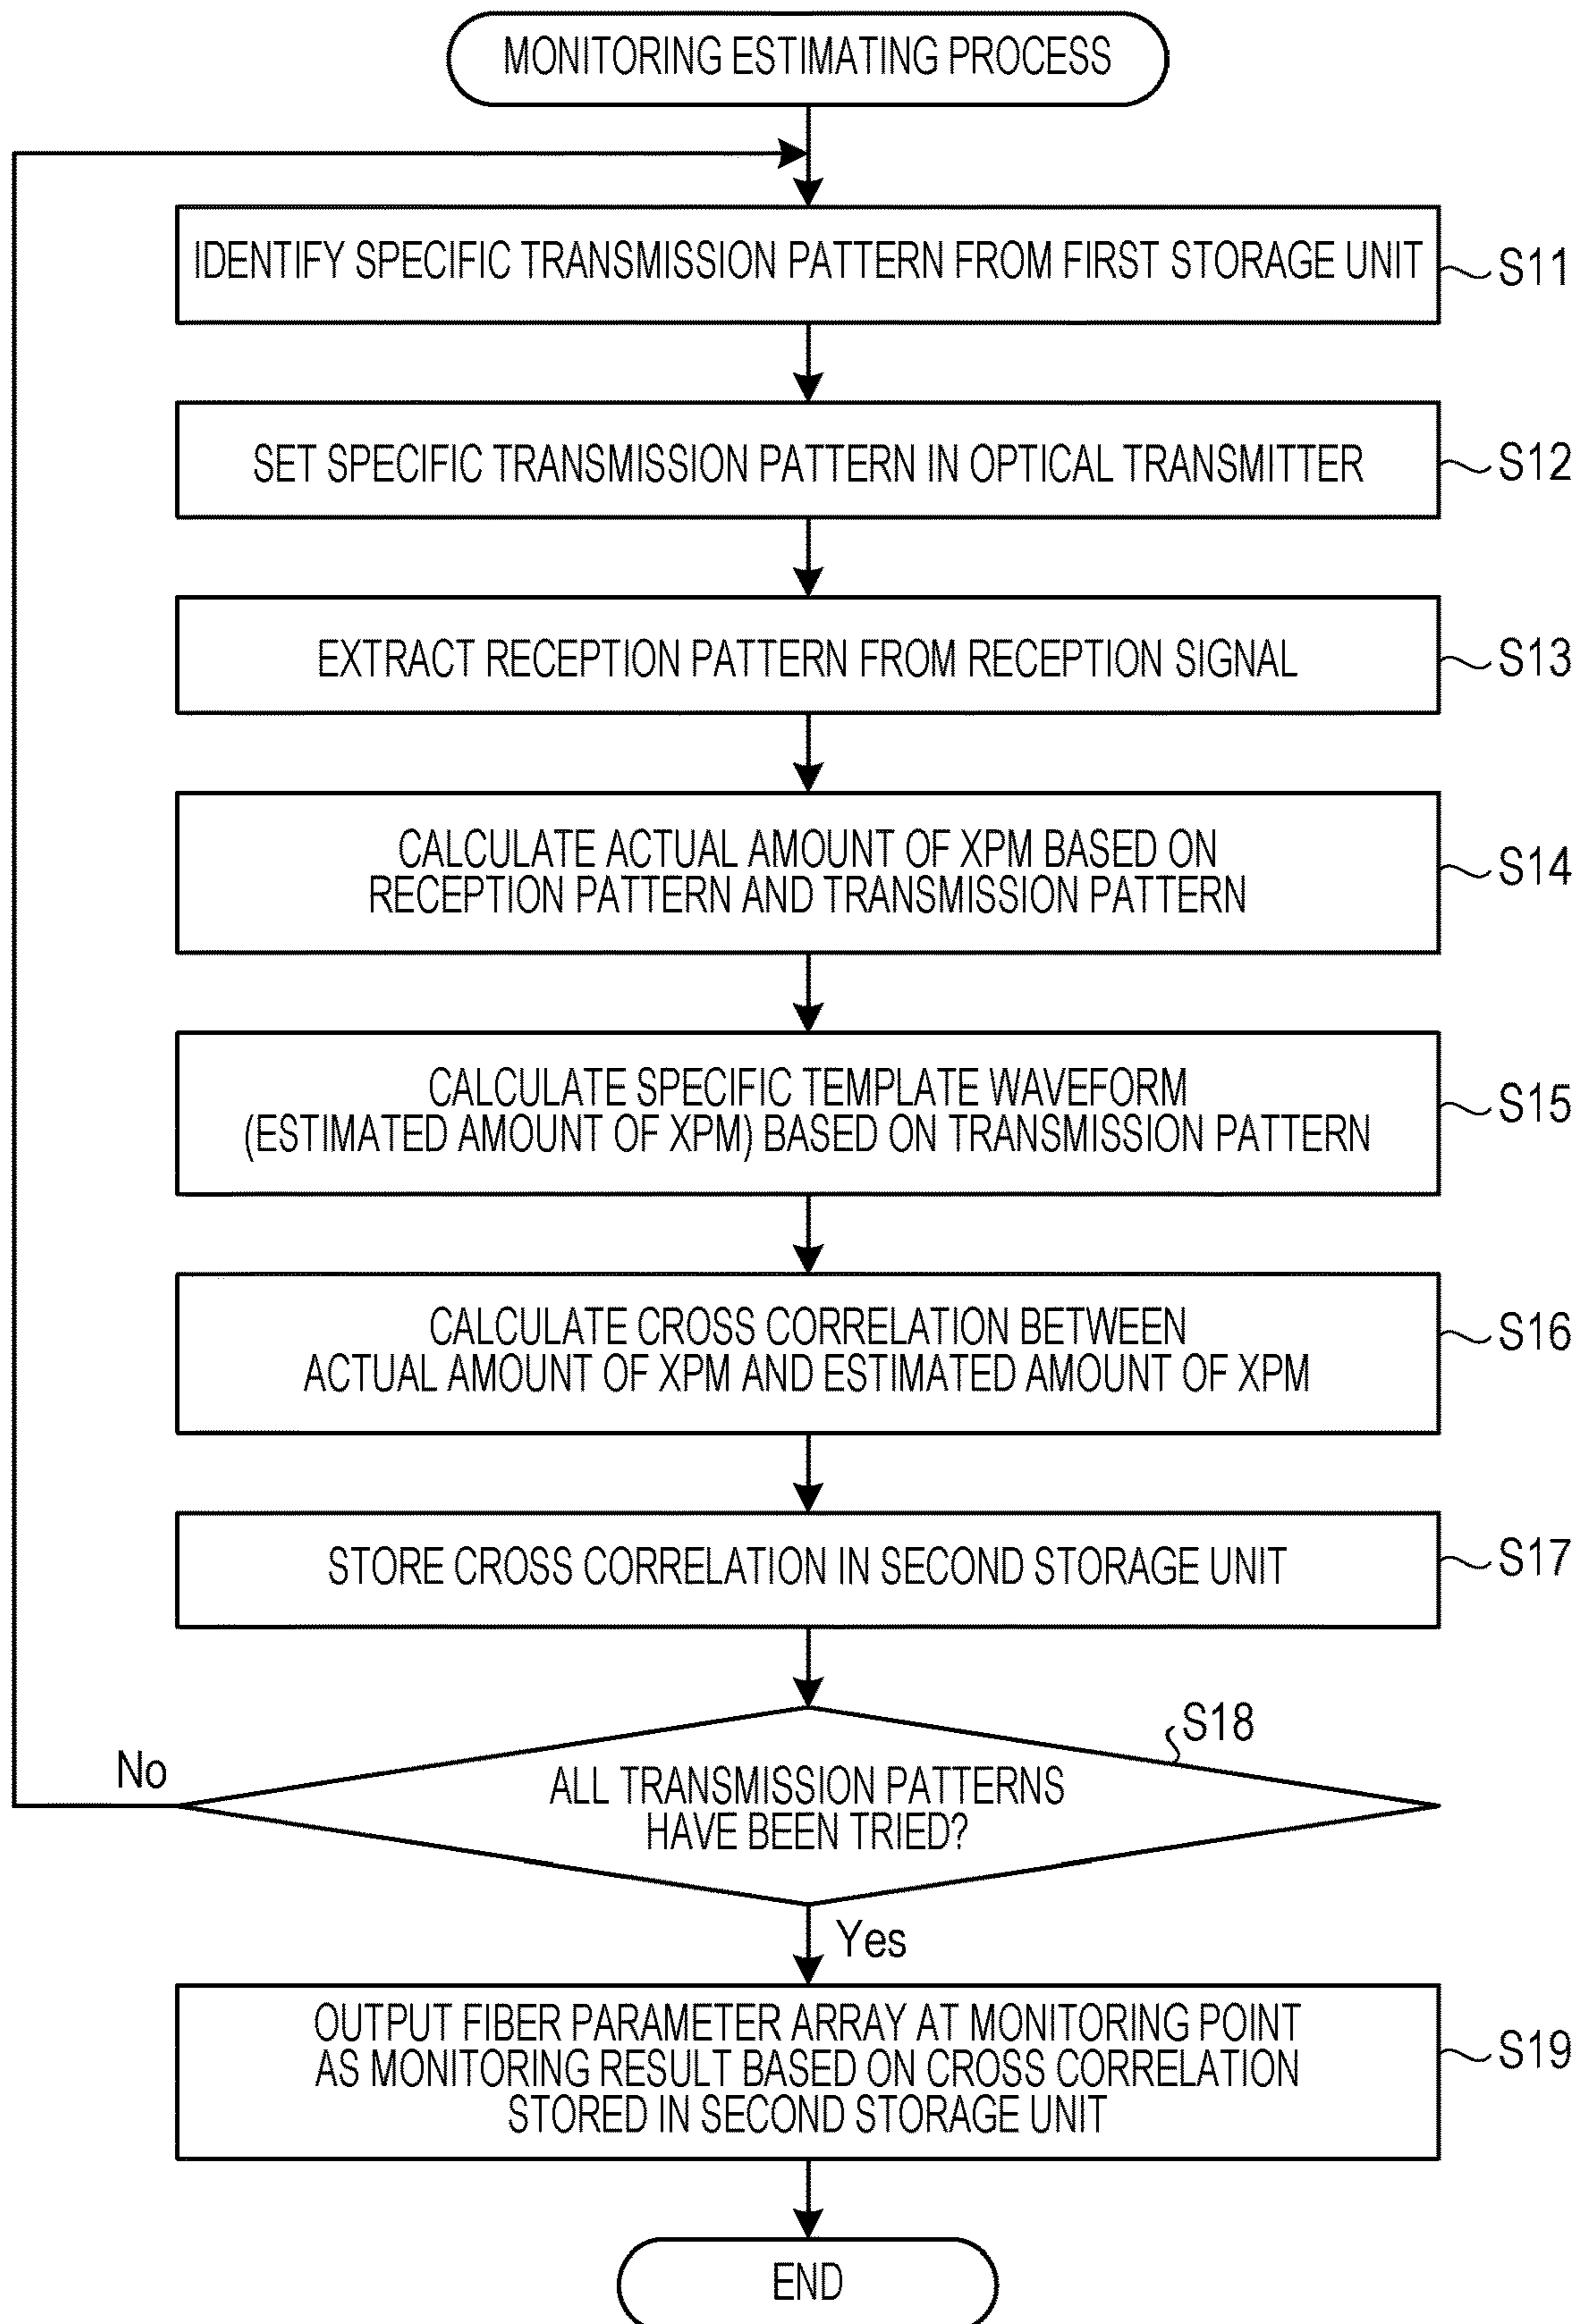 MONITORING ESTIMATING PROCESS
IDENTIFY SPECIFIC TRANSMISSION PATTERN FROM FIRST STORAGE UNIT
S11
SET SPECIFIC TRANSMISSION PATTERN IN OPTICAL TRANSMITTER
S12
EXTRACT RECEPTION PATTERN FROM RECEPTION SIGNAL
S13
CALCULATE ACTUAL AMOUNT OF XPM BASED ON
RECEPTION PATTERN AND TRANSMISSION PATTERN
S14
CALCULATE SPECIFIC TEMPLATE WAVEFORM
(ESTIMATED AMOUNT OF XPM) BASED ON TRANSMISSION PATTERN
S15
CALCULATE CROSS CORRELATION BETWEEN
ACTUAL AMOUNT OF XPM AND ESTIMATED AMOUNT OF XPM
S16
STORE CROSS CORRELATION IN SECOND STORAGE UNIT
S17
S18
No
ALL TRANSMISSION PATTERNS
HAVE BEEN TRIED?
Yes
OUTPUT FIBER PARAMETER ARRAY AT MONITORING POINT
AS MONITORING RESULT BASED ON CROSS CORRELATION
STORED IN SECOND STORAGE UNIT
S19
END